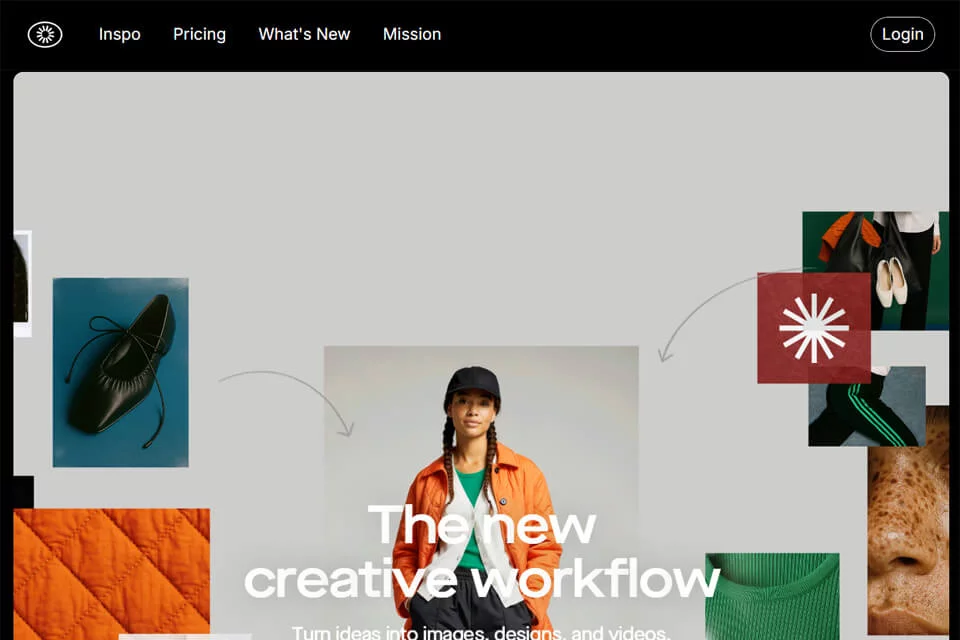 Inspo
Pricing
What's New
Mission
Login
The new
creative workflow
Turn ideas into images, designs, and videos.